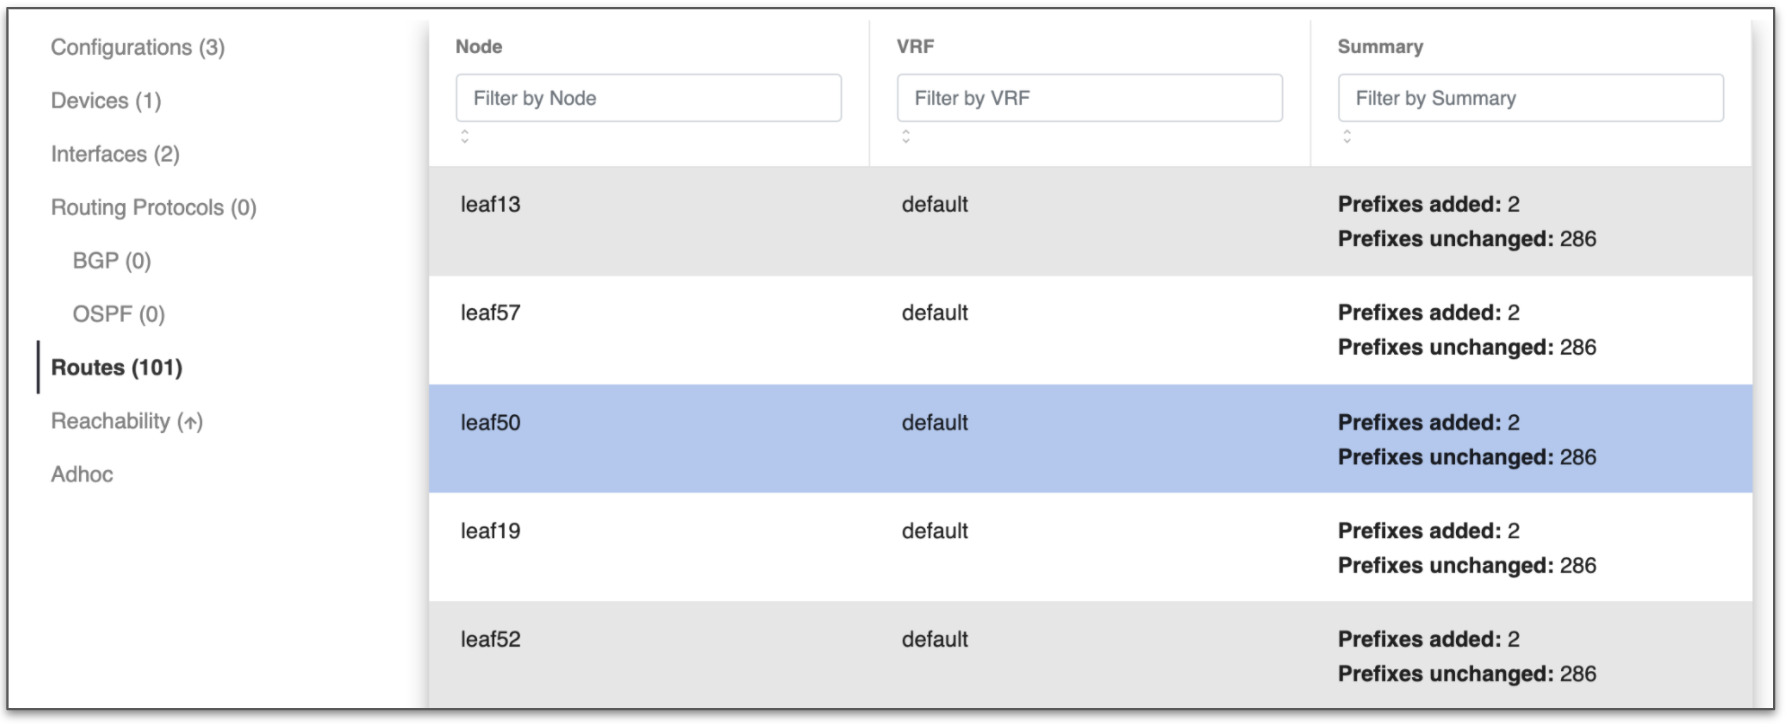 Configurations (3)
Devices (1)
Interfaces (2)
Routing Protocols (0)
BGP (0)
OSPF (0)
Routes (101)
Reachability (↑)
Adhoc
Node VRF Summary
Filter by Node Filter by VRF Filter by Summary
leaf13 default Prefixes added: 2
Prefixes unchanged: 286
leaf57 default Prefixes added: 2
Prefixes unchanged: 286
leaf50 default Prefixes added: 2
Prefixes unchanged: 286
leaf19 default Prefixes added: 2
Prefixes unchanged: 286
leaf52 default Prefixes added: 2
Prefixes unchanged: 286